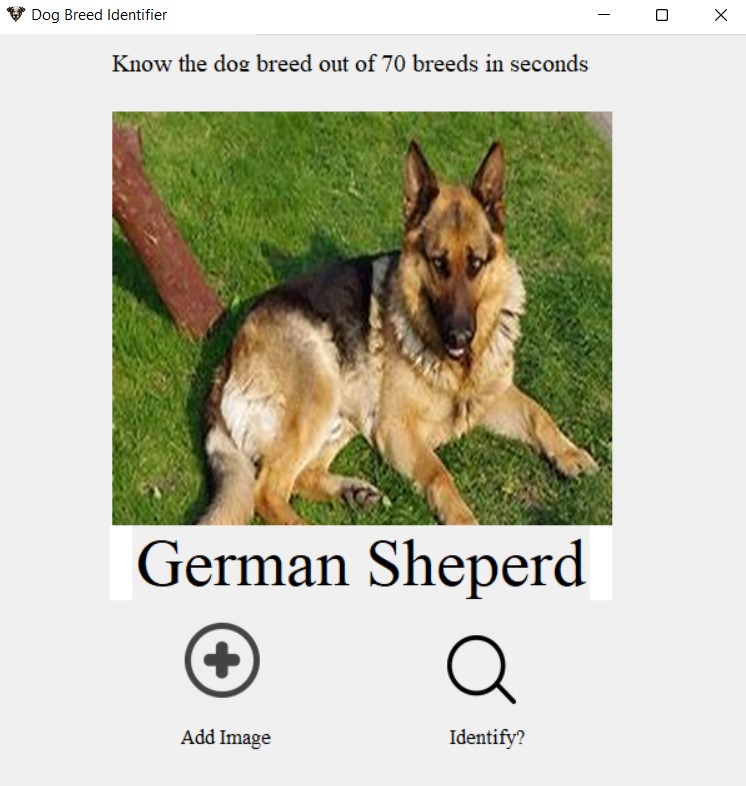 Dog Breed Identifier
Know the dog breed out of 70 breeds in seconds
German Sheperd
Add Image
Identify?